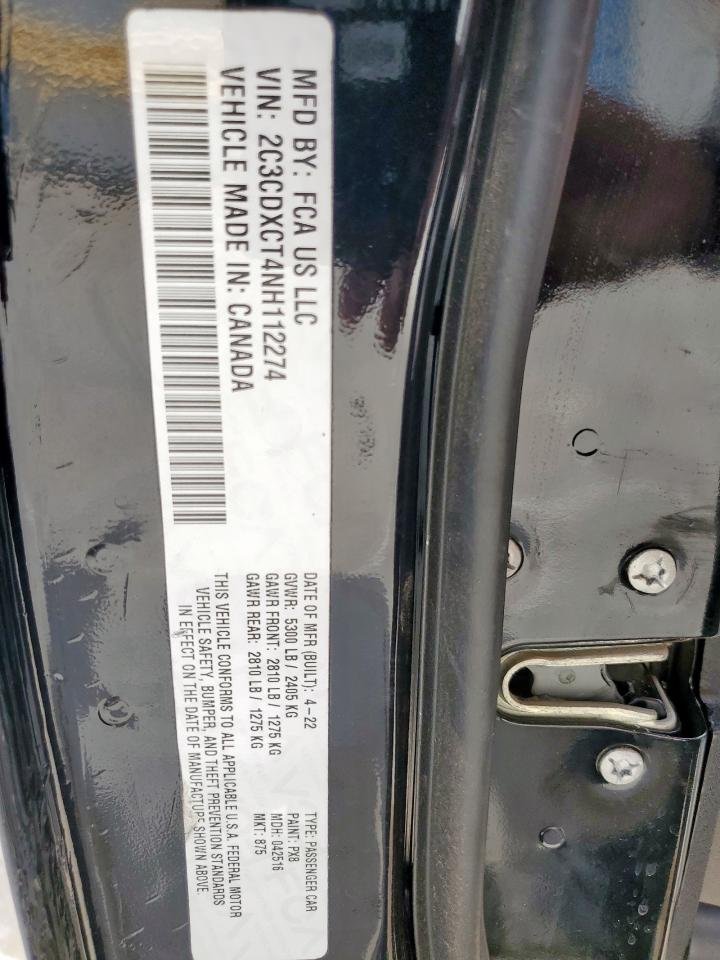 MFD BY: FCA US LLC
VIN: 2C3CDXCT4NH112274
VEHICLE MADE IN: CANADA
DATE OF MFR (BUILT): 4-22
GVWR: 5300 LB / 2405 KG
GAWR FRONT: 2810 LB / 1275 KG
GAWR REAR: 2810 LB / 1275 KG
TYPE: PASSENGER CAR
PAINT: PX8
MDH: 042516
MKT: 875
THIS VEHICLE CONFORMS TO ALL APPLICABLE U.S.A. FEDERAL MOTOR
VEHICLE SAFETY, BUMPER, AND THEFT PREVENTION STANDARDS
IN EFFECT ON THE DATE OF MANUFACTURE SHOWN ABOVE.